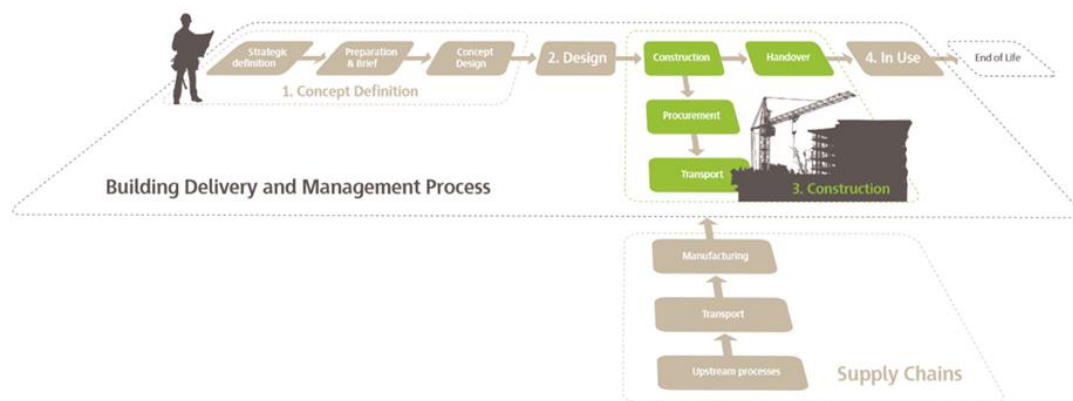 Strategic
definition
Preparation
& Brief
Concept
Design
2. Design
Construction
Handover
4. In Use
End of Life
1. Concept Definition
Procurement
Transport
3. Construction
Building Delivery and Management Process
Manufacturing
Transport
Upstream processes
Supply Chains